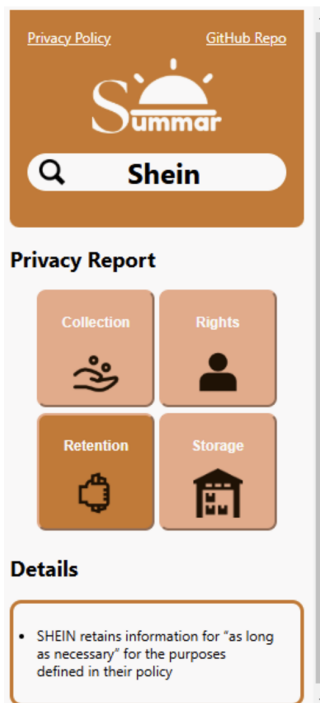 Privacy Policy GitHub Repo
Summar
Shein
Privacy Report
Collection Rights
Retention Storage
Details
• SHEIN retains information for “as long
as necessary” for the purposes
defined in their policy